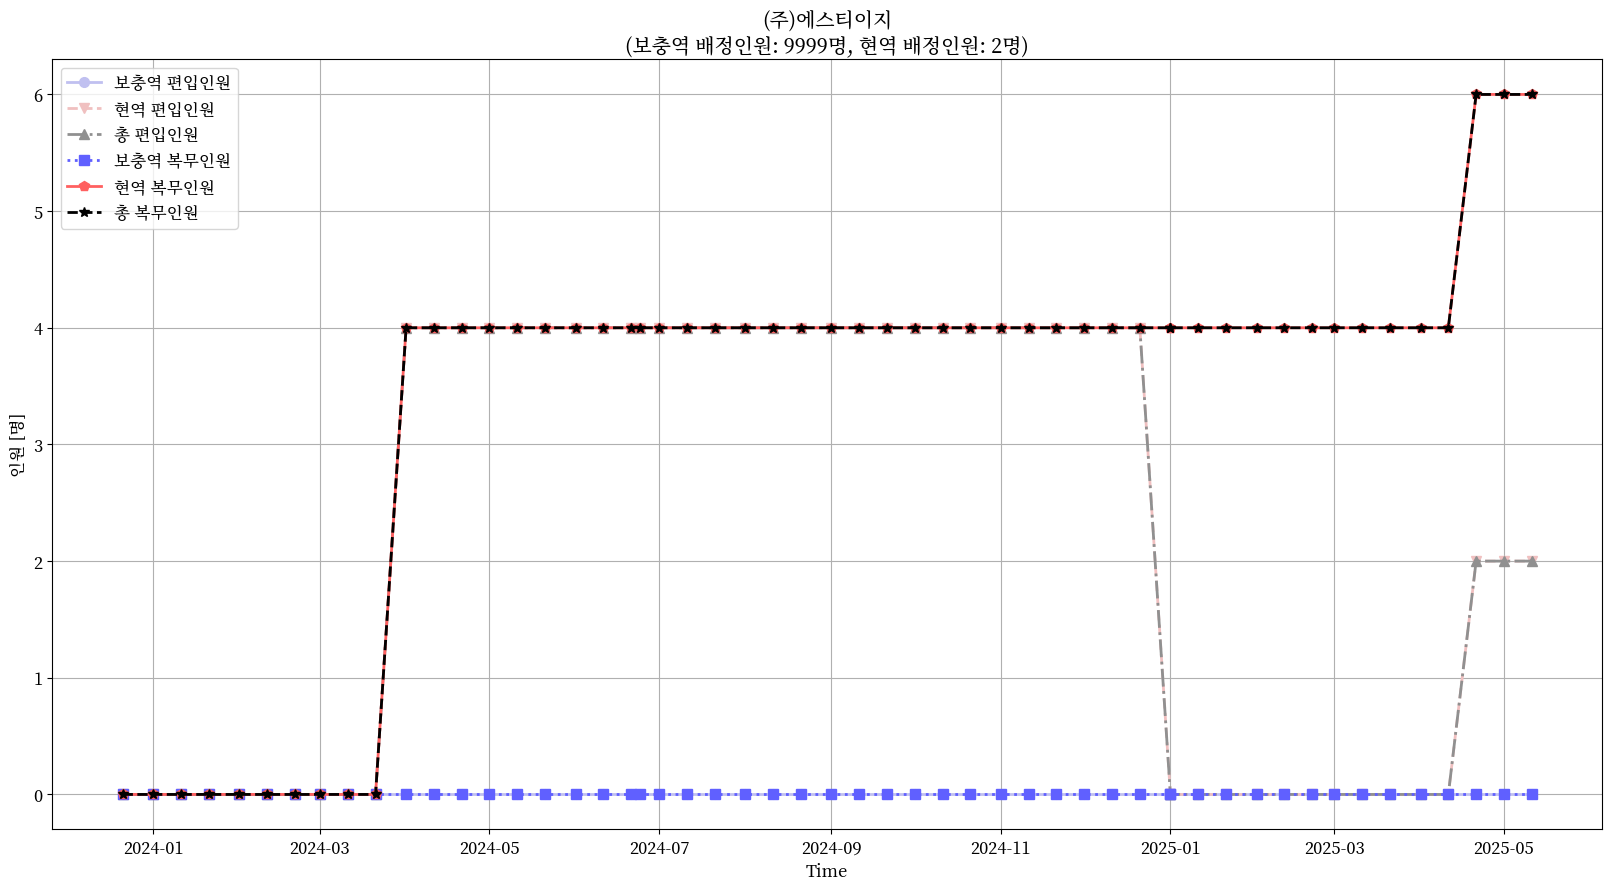 (주)에스티이지
(보충역 배정인원: 9999명, 현역 배정인원: 2명)
보충역 편입인원
현역 편입인원
총 편입인원
보충역 복무인원
현역 복무인원
총 복무인원
6
5
4
3
2
1
0
인원 [명]
2024-01
2024-03
2024-05
2024-07
2024-09
2024-11
2025-01
2025-03
2025-05
Time